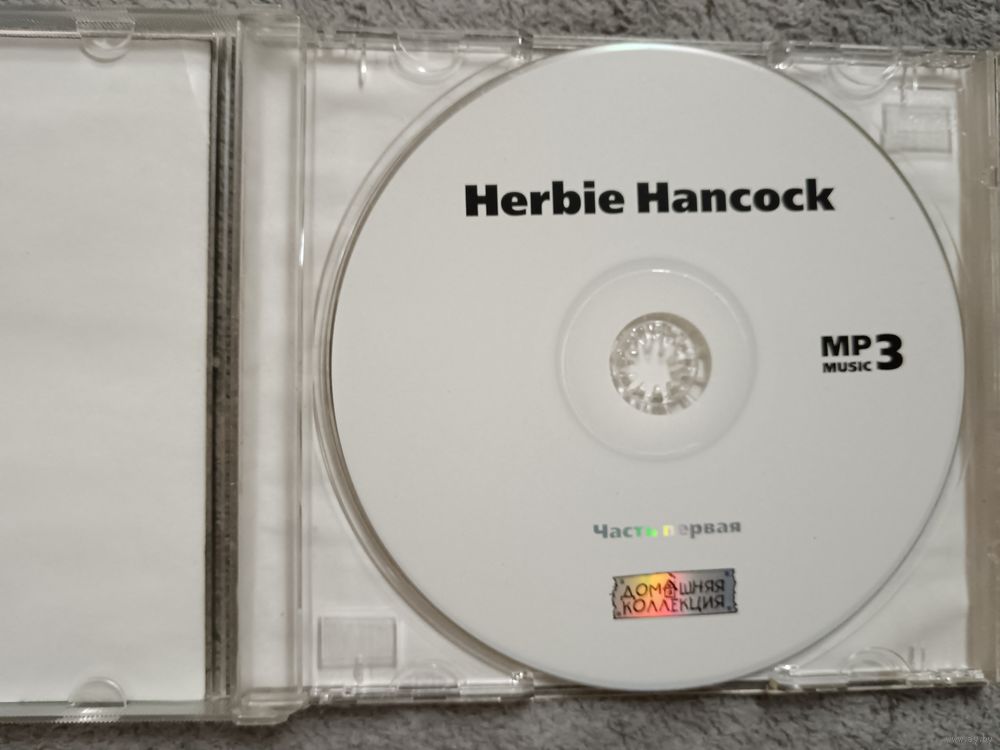 Herbie Hancock
MP3
MUSIC
Часть первая
ДОМАШНЯЯ
КОЛЛЕКЦИЯ